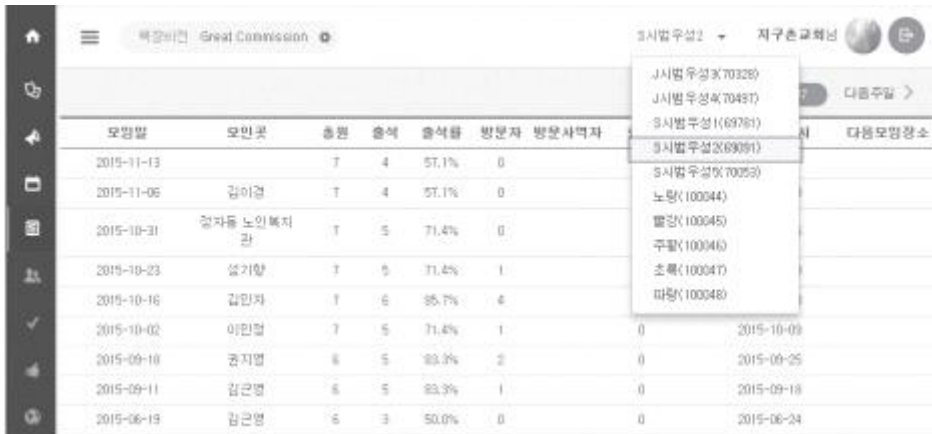 목장비전 Great Commission S시범우성2 지구촌교회님
다음주일 >
모임일 모인곳 총원 출석 출석률 방문자 방문사역자 다음모임장소
J시범우성3(70328)
J시범우성4(70497)
S시범우성1(69781)
S시범우성2(69091)
S시범우성5(70053)
노랑(100044)
빨강(100045)
주황(100046)
초록(100047)
파랑(100048)
2015-11-13 7 4 57.1% 0
2015-11-06 김이경 7 4 57.1% 0
2015-10-31 정자동 노인복지관 7 5 71.4% 0
2015-10-23 7 5 71.4% 1
2015-10-16 김민자 7 6 85.7% 4
2015-10-02 이민정 7 5 71.4% 1 0 2015-10-09
2015-09-18 권지영 6 5 83.3% 2 0 2015-09-25
2015-09-11 김근영 6 5 83.3% 1 0 2015-09-18
2015-06-19 김근영 6 3 50.0% 0 0 2015-06-24